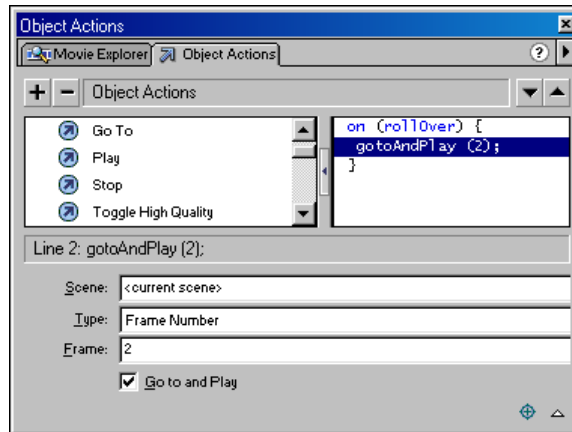 Object Actions
Movie Explorer Object Actions ?
+ − Object Actions
Go To
Play
Stop
Toggle High Quality
on (rollOver) {
gotoAndPlay (2);
}
Line 2: gotoAndPlay (2);
Scene: <current scene>
Type: Frame Number
Frame: 2
Go to and Play